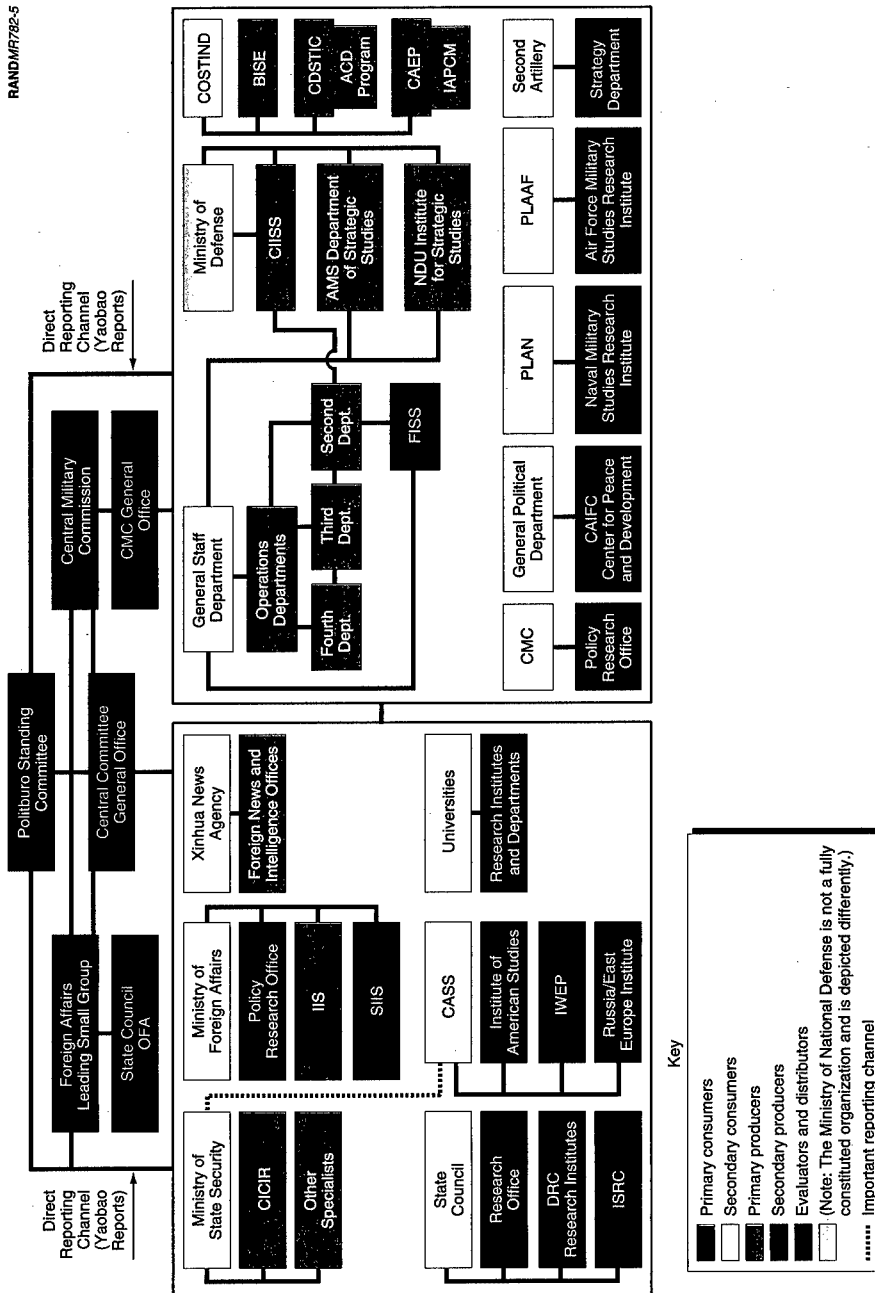 RANDMR782-5
Politburo Standing
Committee
Direct
Reporting
Channel
(Yaobao
Reports)
Foreign Affairs
Leading Small Group
State Council
OFA
Central Committee
General Office
Central Military
Commission
CMC General
Office
Direct
Reporting
Channel
(Yaobao
Reports)
Ministry of
State Security
CICIR
Other
Specialists
Ministry of
Foreign Affairs
Policy
Research Office
IIS
SIIS
Xinhua News
Agency
Foreign News and
Intelligence Offices
State
Council
Research
Office
DRC
Research Institutes
ISRC
CASS
Institute of
American Studies
IWEP
Russia/East
Europe Institute
Universities
Research Institutes
and Departments
General Staff
Department
Operations
Departments
Fourth
Dept.
Third
Dept.
Second
Dept.
FISS
Ministry of
Defense
CIISS
AMS Department
of Strategic
Studies
NDU Institute
for Strategic
Studies
COSTIND
BISE
CDSTIC
ACD
Program
CAEP
IAPCM
CMC
Policy
Research
Office
General Political
Department
CAIFC
Center for Peace
and Development
PLAN
Naval Military
Studies Research
Institute
PLAAF
Air Force Military
Studies Research
Institute
Second
Artillery
Strategy
Department
Key
Primary consumers
Secondary consumers
Primary producers
Secondary producers
Evaluators and distributors
(Note: The Ministry of National Defense is not a fully
constituted organization and is depicted differently.)
Important reporting channel